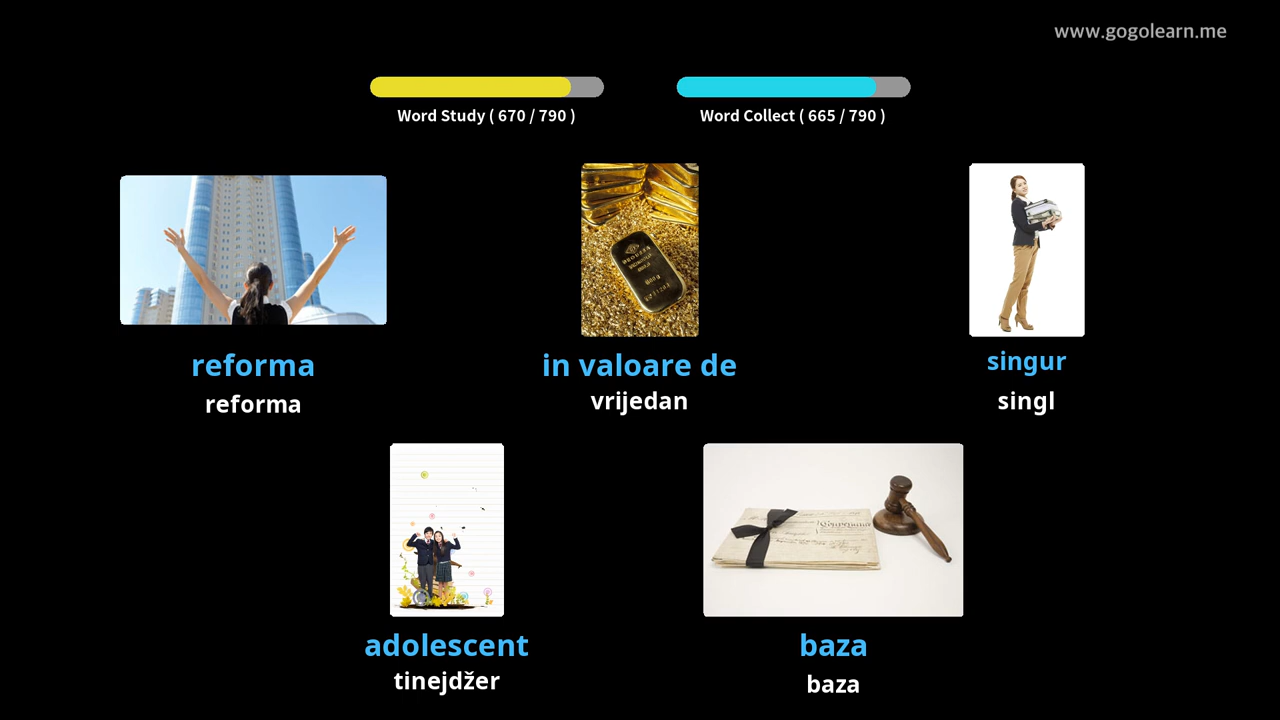 www.gogolearn.me
Word Study ( 670 / 790 )
Word Collect ( 665 / 790 )
reforma
reforma
in valoare de
vrijedan
singur
singl
adolescent
tinejdžer
baza
baza